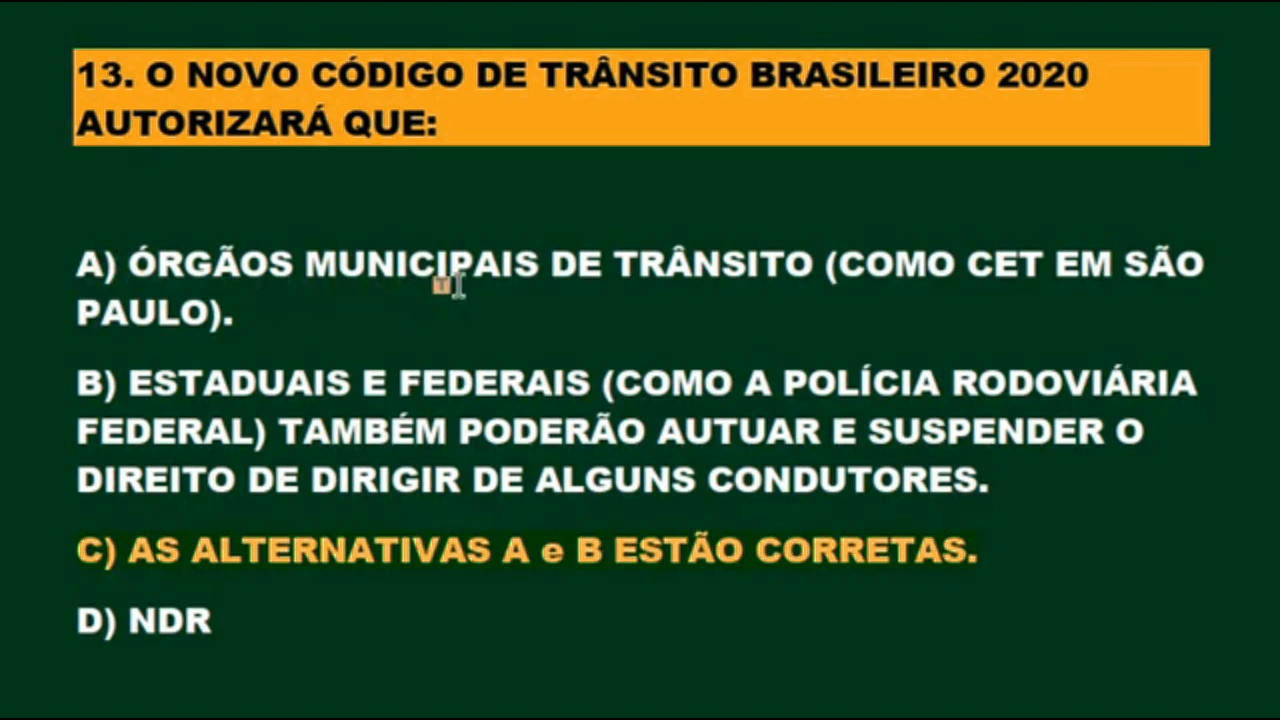 13. O NOVO CÓDIGO DE TRÂNSITO BRASILEIRO 2020
AUTORIZARÁ QUE:
A) ÓRGÃOS MUNICIPAIS DE TRÂNSITO (COMO CET EM SÃO
PAULO).
B) ESTADUAIS E FEDERAIS (COMO A POLÍCIA RODOVIÁRIA
FEDERAL) TAMBÉM PODERÃO AUTUAR E SUSPENDER O
DIREITO DE DIRIGIR DE ALGUNS CONDUTORES.
C) AS ALTERNATIVAS A e B ESTÃO CORRETAS.
D) NDR